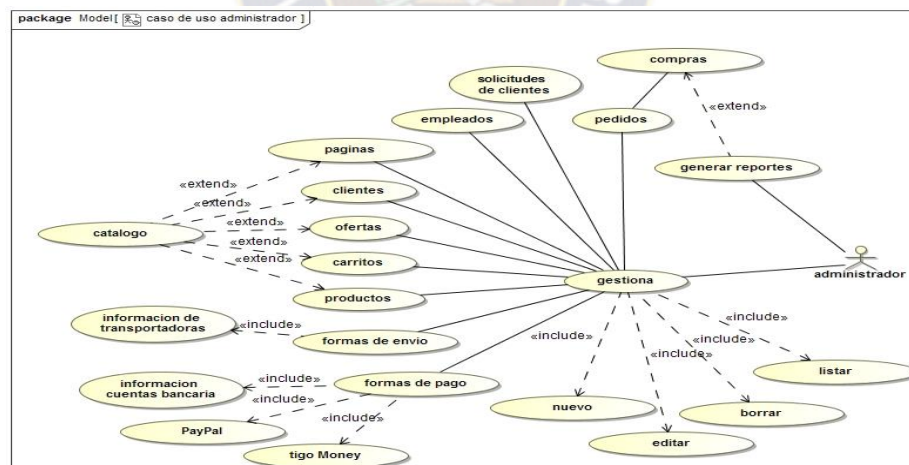 package Model[ caso de uso administrador ]
solicitudes
de clientes
compras
empleados
pedidos
«extend»
paginas
generar reportes
«extend»
clientes
«extend»
catalogo
«extend»
ofertas
«extend»
carritos
«extend»
administrador
gestiona
productos
informacion de
transportadoras
«include»
formas de envio
«include»
«include»
«include»
«include»
listar
informacion
cuentas bancaria
«include»
formas de pago
«include»
nuevo
borrar
PayPal
«include»
editar
tigo Money